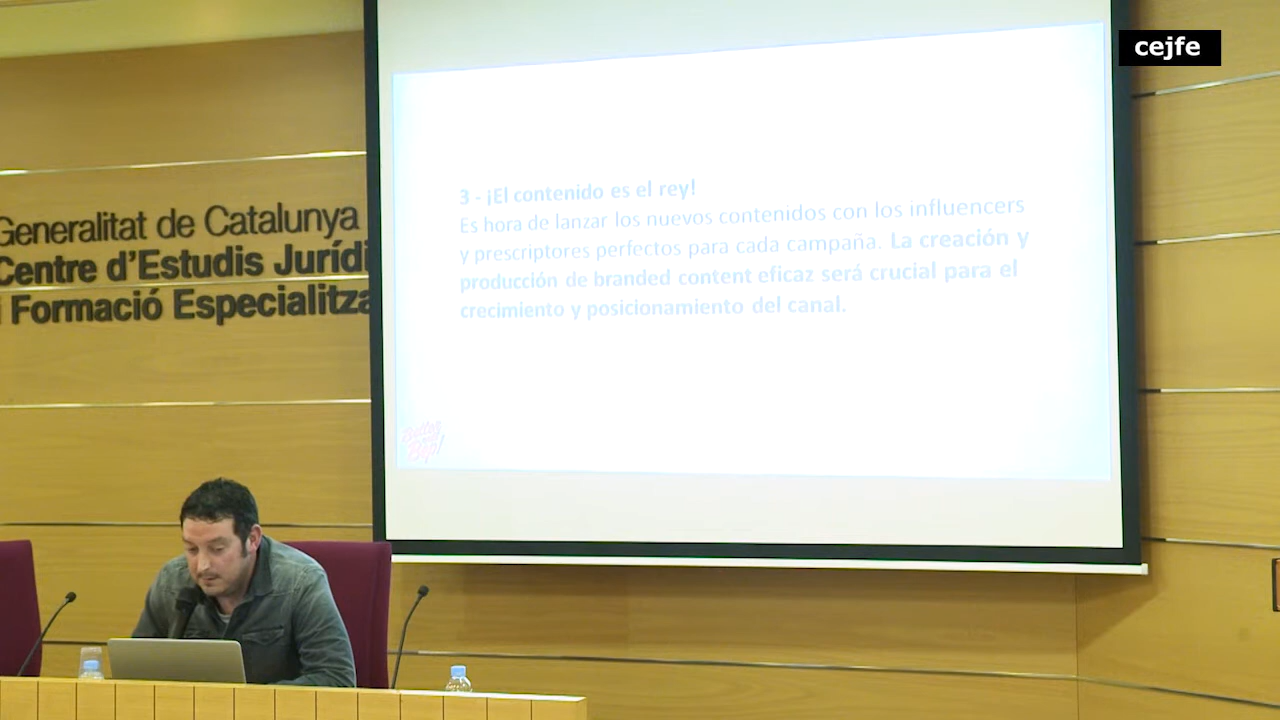 cejfe
Generalitat de Catalunya
Centre d'Estudis Jurídi
i Formació Especialitza
3 - ¡El contenido es el rey!
Es hora de lanzar los nuevos contenidos con los influencers
y prescriptores perfectos para cada campaña. La creación y
producción de branded content eficaz será crucial para el
crecimiento y posicionamiento del canal.